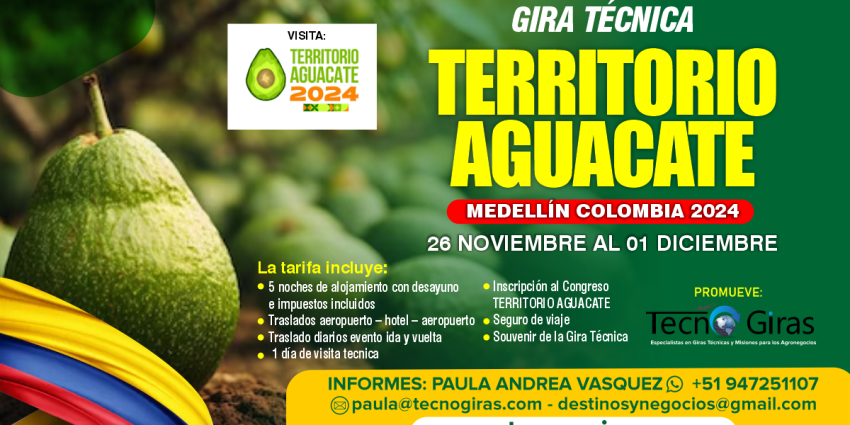 GIRA TÉCNICA
VISITA:
TERRITORIO
AGUACATE
2024
TERRITORIO
AGUACATE
MEDELLÍN COLOMBIA 2024
26 NOVIEMBRE AL 01 DICIEMBRE
La tarifa incluye:
5 noches de alojamiento con desayuno
e impuestos incluidos
Traslados aeropuerto – hotel – aeropuerto
Traslado diarios evento ida y vuelta
1 día de visita tecnica
Inscripción al Congreso
TERRITORIO AGUACATE
Seguro de viaje
Souvenir de la Gira Técnica
PROMUEVE:
Tecno Giras
Especialistas en Giras Técnicas y Misiones para los Agronegocios
INFORMES: PAULA ANDREA VASQUEZ +51 947251107
paula@tecnogiras.com - destinosynegocios@gmail.com